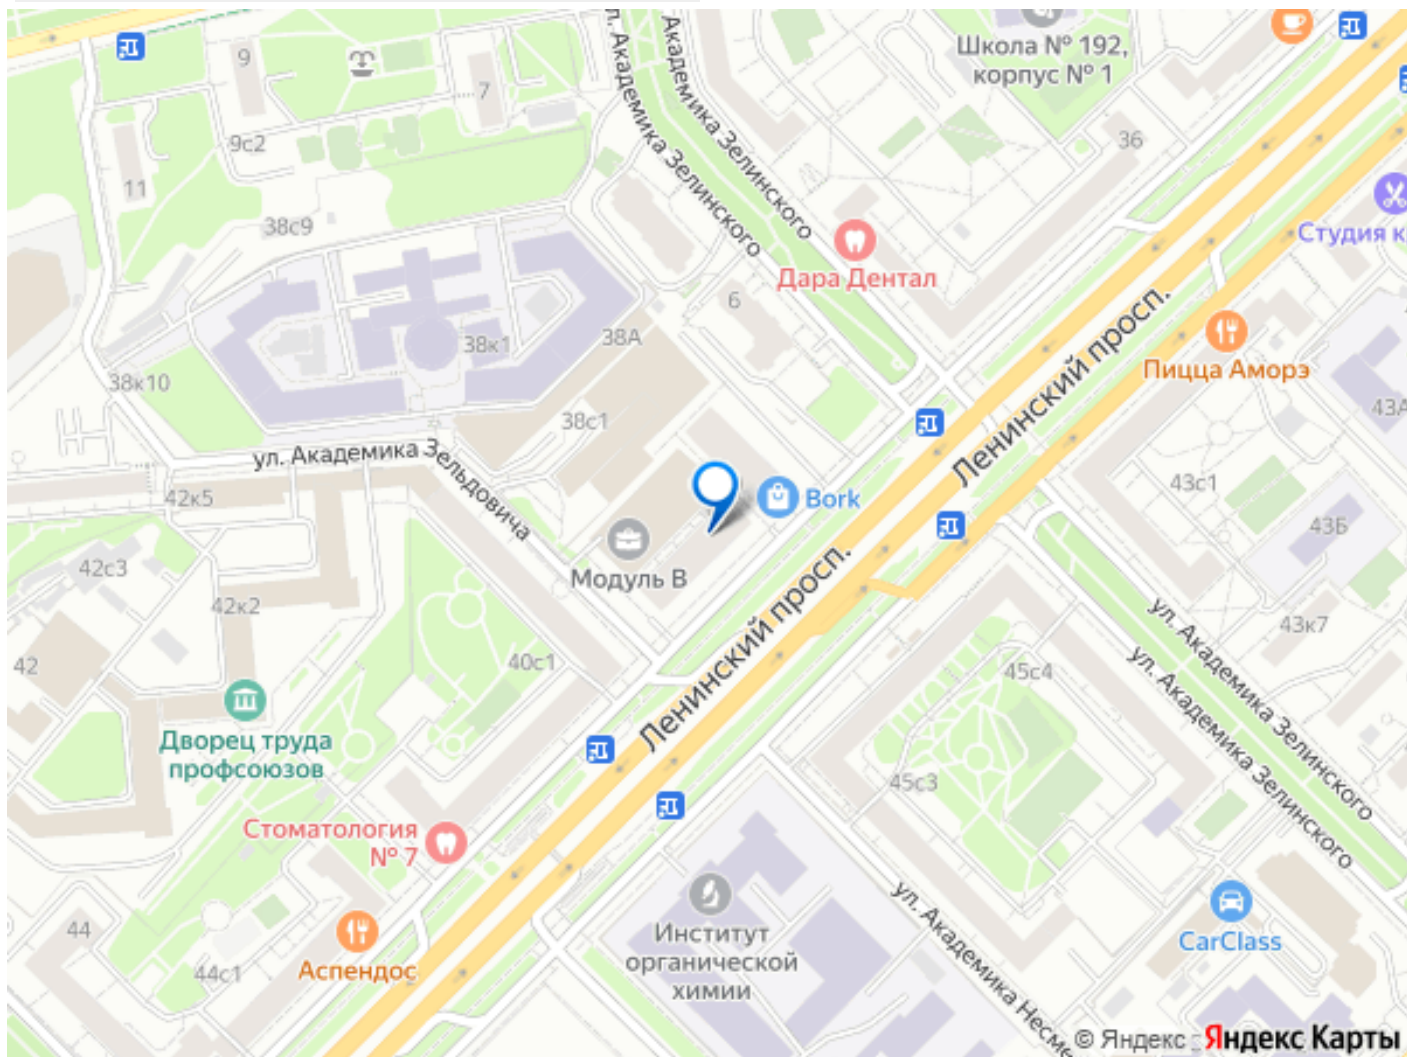 Школа № 192,
корпус № 1
9
7
9с2
11
36
ул. Академика Зелинского
Академика Зелинского
38с9
Дара Дентал
Студия к
6
38А
38к1
Ленинский просп.
Пицца Аморэ
38к10
43А
38с1
ул. Академика Зельдовича
42к5
Bork
43с1
43Б
42с3
Модуль В
42к2
Ленинский просп.
ул. Академика Зелинского
43к7
42
40с1
45с4
ул. Академика Зелинского
Дворец труда
профсоюзов
45с3
Стоматология
№ 7
ул. Академика Несме
44
Институт
органической
химии
CarClass
44с1
Аспендос
© Яндекс
Яндекс Карты